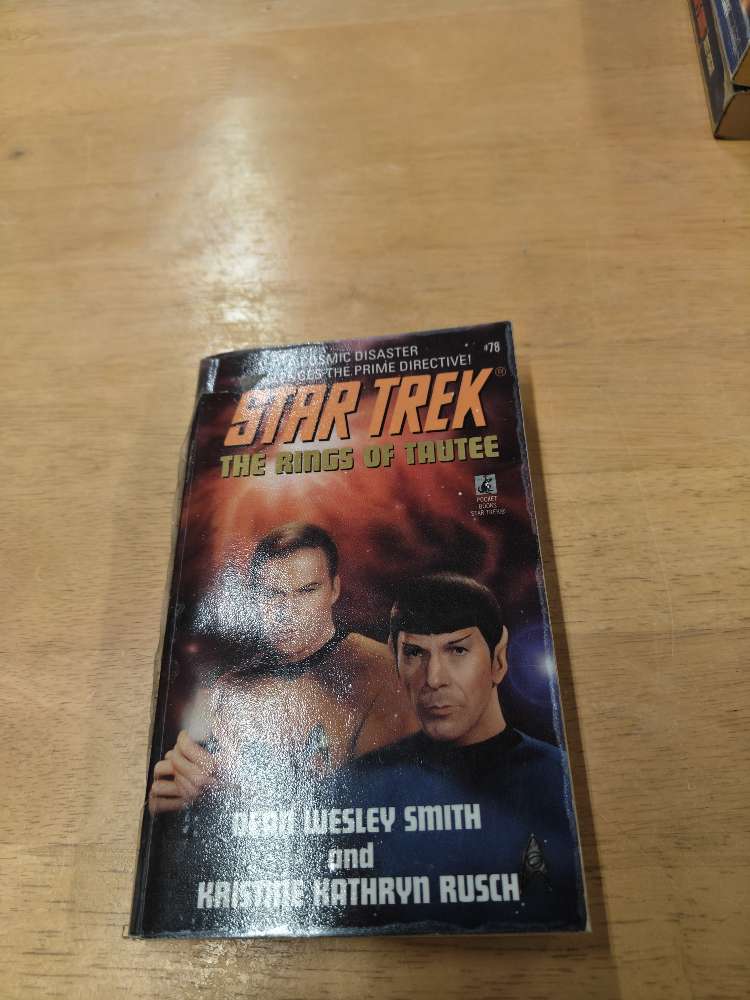 COSMIC DISASTER
#78
THE PRIME DIRECTIVE!
STAR TREK®
THE RINGS OF TAUTEE
POCKET
BOOKS
STAR TREK®
DEAN WESLEY SMITH
and
KRISTINE KATHRYN RUSCH